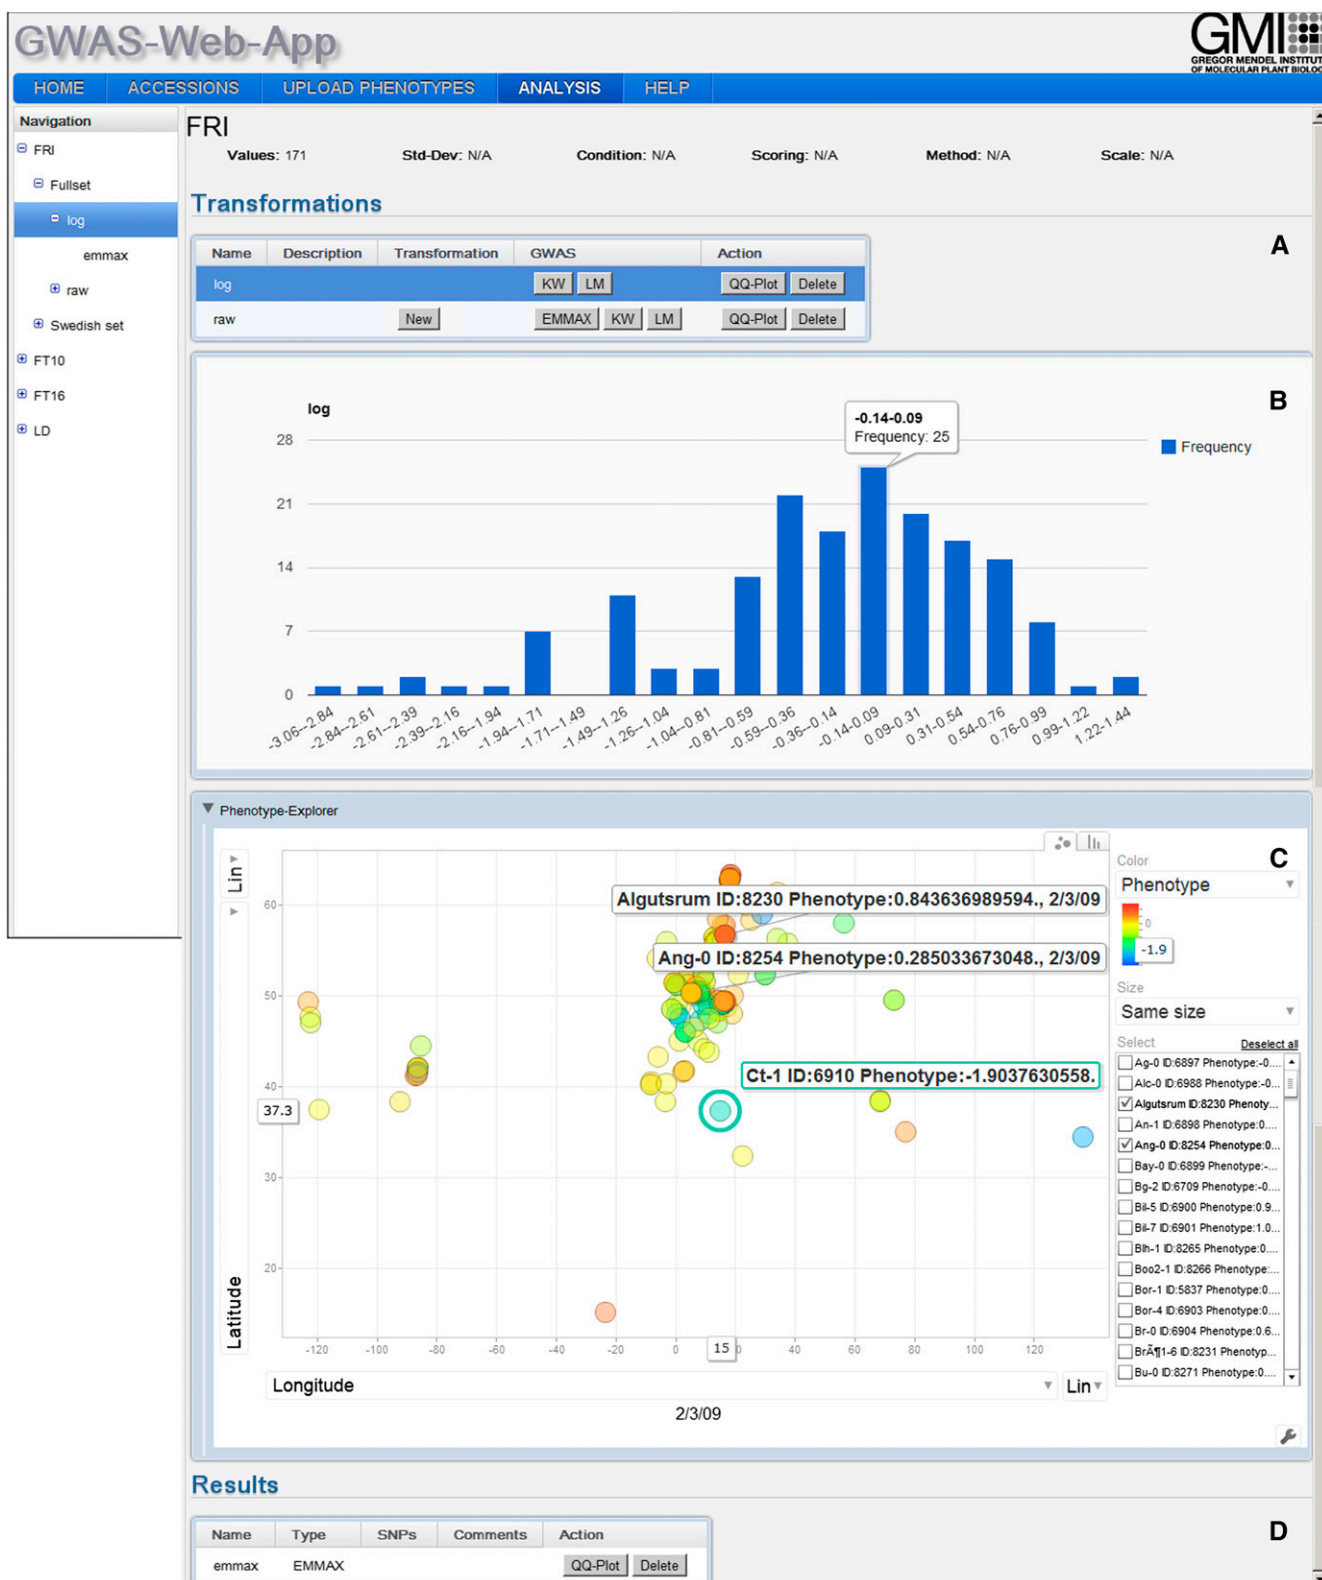 GWAS-Web-App
GMI
GREGOR MENDEL INSTITUT
OF MOLECULAR PLANT BIOLO
HOME ACCESSIONS UPLOAD PHENOTYPES ANALYSIS HELP
Navigation
FRI
Fullset
log
emmax
raw
Swedish set
FT10
FT16
LD
FRI
Values: 171 Std-Dev: N/A Condition: N/A Scoring: N/A Method: N/A Scale: N/A
Transformations
A
Name Description Transformation GWAS Action
log KW LM QQ-Plot Delete
raw New EMMAX KW LM QQ-Plot Delete
B
log
-0.14-0.09
Frequency: 25
Frequency
28
21
14
7
0
-3.06--2.84 -2.84--2.61 -2.61--2.39 -2.39--2.16 -2.16--1.94 -1.94--1.71 -1.71--1.49 -1.49--1.26 -1.26--1.04 -1.04--0.81 -0.81--0.59 -0.59--0.36 -0.36--0.14 -0.14-0.09 0.09-0.31 0.31-0.54 0.54-0.76 0.76-0.99 0.99-1.22 1.22-1.44
Phenotype-Explorer
C
Lin
Latitude
60
50
40
37.3
30
20
Algutsrum ID:8230 Phenotype:0.843636989594., 2/3/09
Ang-0 ID:8254 Phenotype:0.285033673048., 2/3/09
Ct-1 ID:6910 Phenotype:-1.9037630558.
-120 -100 -80 -60 -40 -20 0 15 40 60 80 100 120
Longitude Lin
2/3/09
Color
Phenotype
0
-1.9
Size
Same size
Select Deselect all
Ag-0 ID:6897 Phenotype:-0....
Alc-0 ID:6988 Phenotype:-0...
Algutsrum ID:8230 Phenoty...
An-1 ID:6898 Phenotype:0....
Ang-0 ID:8254 Phenotype:0...
Bay-0 ID:6899 Phenotype:-...
Bg-2 ID:6709 Phenotype:-0....
Bil-5 ID:6900 Phenotype:0.9...
Bil-7 ID:6901 Phenotype:1.0...
Blh-1 ID:8265 Phenotype:0....
Boo2-1 ID:8266 Phenotype:...
Bor-1 ID:5837 Phenotype:0....
Bor-4 ID:6903 Phenotype:0...
Br-0 ID:6904 Phenotype:0.6...
BrÃ¶1-6 ID:8231 Phenotyp...
Bu-0 ID:8271 Phenotype:0....
Results
D
Name Type SNPs Comments Action
emmax EMMAX QQ-Plot Delete